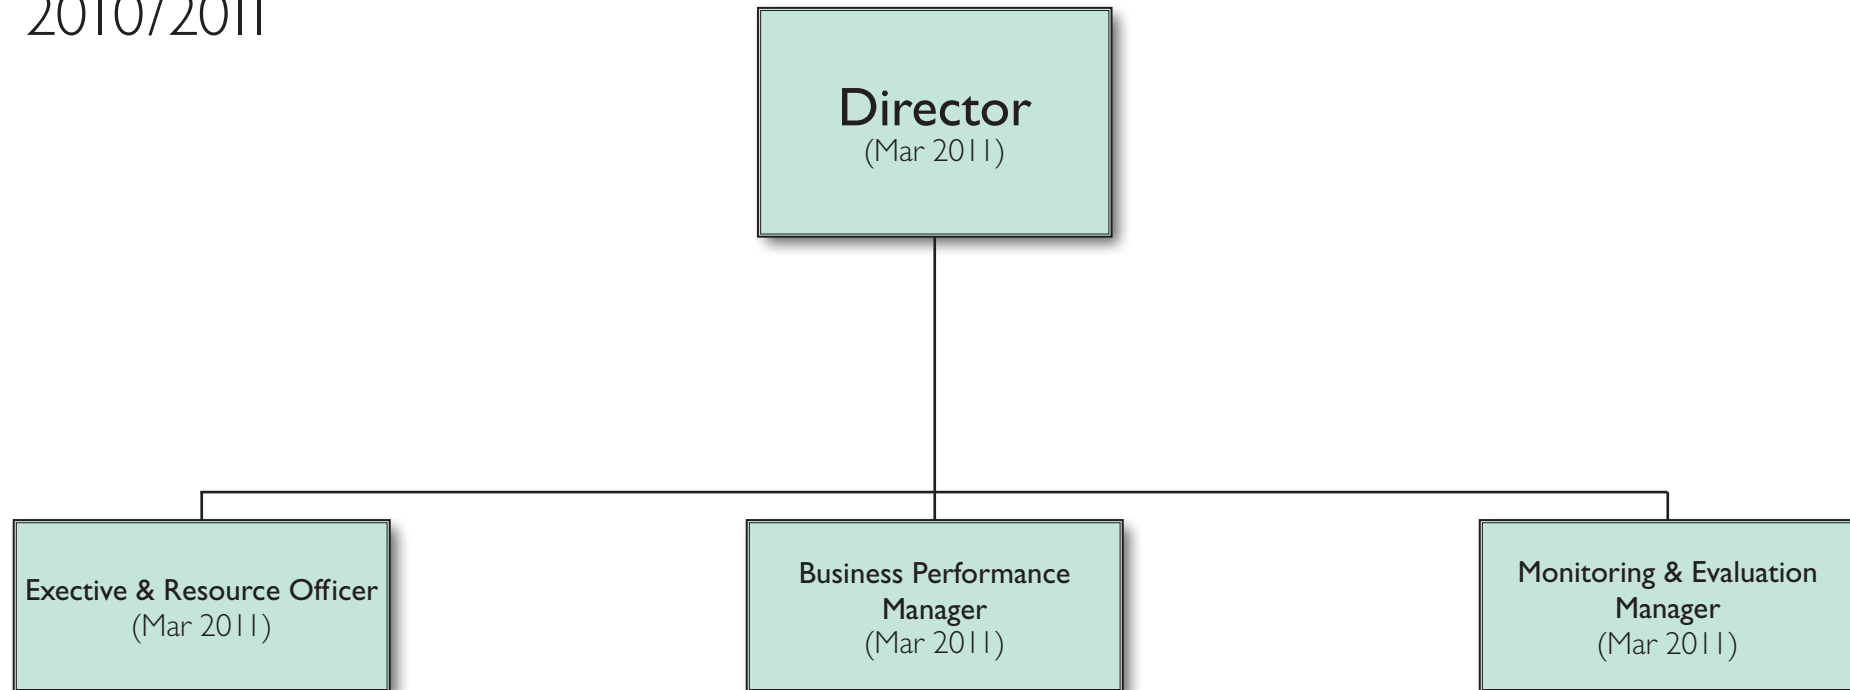 2010/2011
Director
(Mar 2011)
Exective & Resource Officer
(Mar 2011)
Business Performance
Manager
(Mar 2011)
Monitoring & Evaluation
Manager
(Mar 2011)